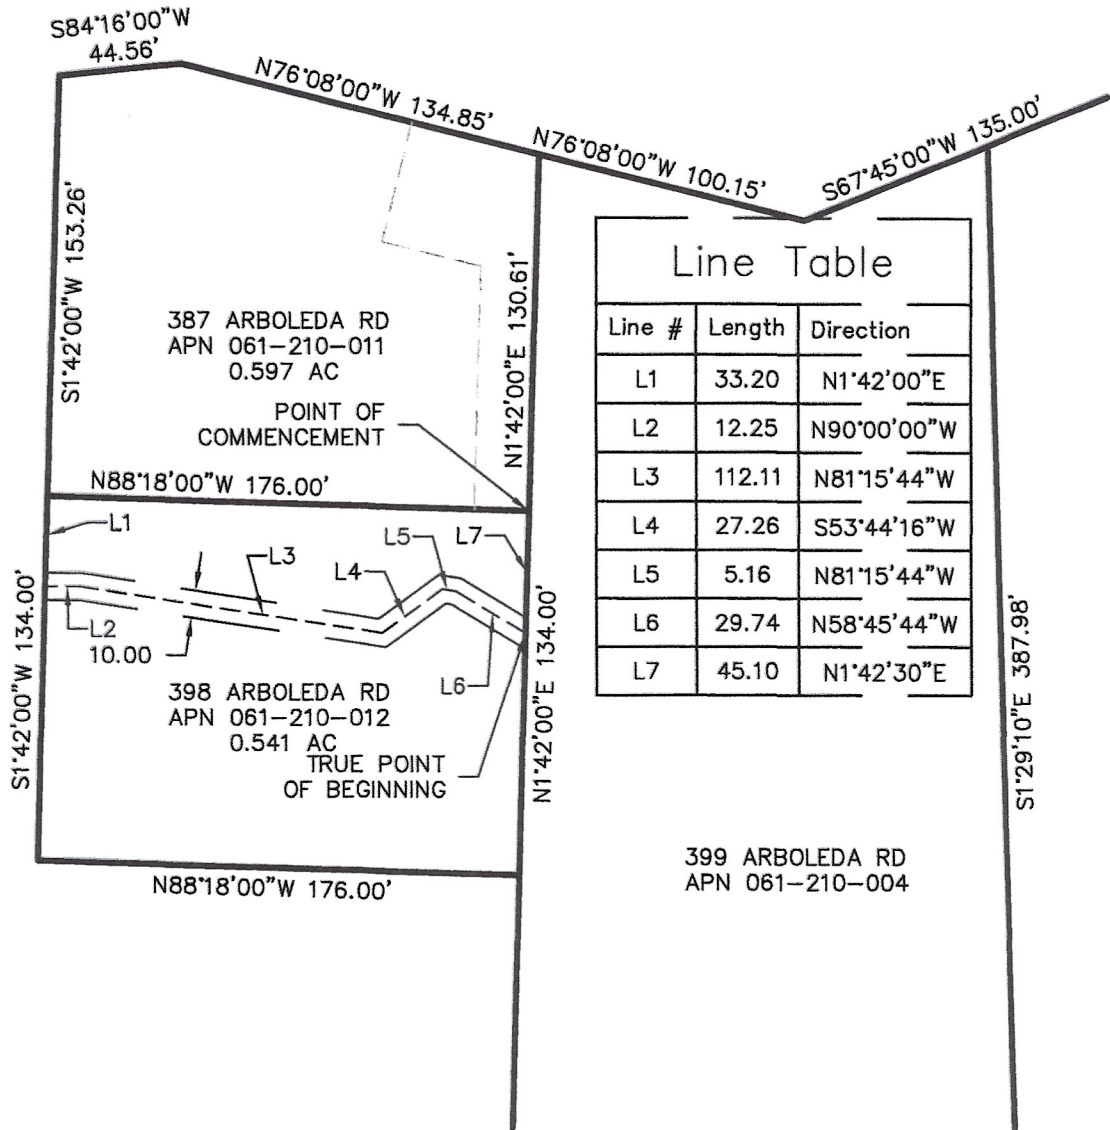 S84°16'00"W
44.56'
N76°08'00"W 134.85'
N76°08'00"W 100.15'
S67°45'00"W 135.00'
S1°42'00"W 153.26'
387 ARBOLEDA RD
APN 061-210-011
0.597 AC
N1°42'00"E 130.61'
POINT OF
COMMENCEMENT
N88°18'00"W 176.00'
Line Table
Line # Length Direction
L1 33.20 N1°42'00"E
L2 12.25 N90°00'00"W
L3 112.11 N81°15'44"W
L4 27.26 S53°44'16"W
L5 5.16 N81°15'44"W
L6 29.74 N58°45'44"W
L7 45.10 N1°42'30"E
L1
L3
L5
L7
L4
L2
10.00
L6
S1°42'00"W 134.00'
398 ARBOLEDA RD
APN 061-210-012
0.541 AC
TRUE POINT
OF BEGINNING
N1°42'00"E 134.00'
S1°29'10"E 387.98'
N88°18'00"W 176.00'
399 ARBOLEDA RD
APN 061-210-004